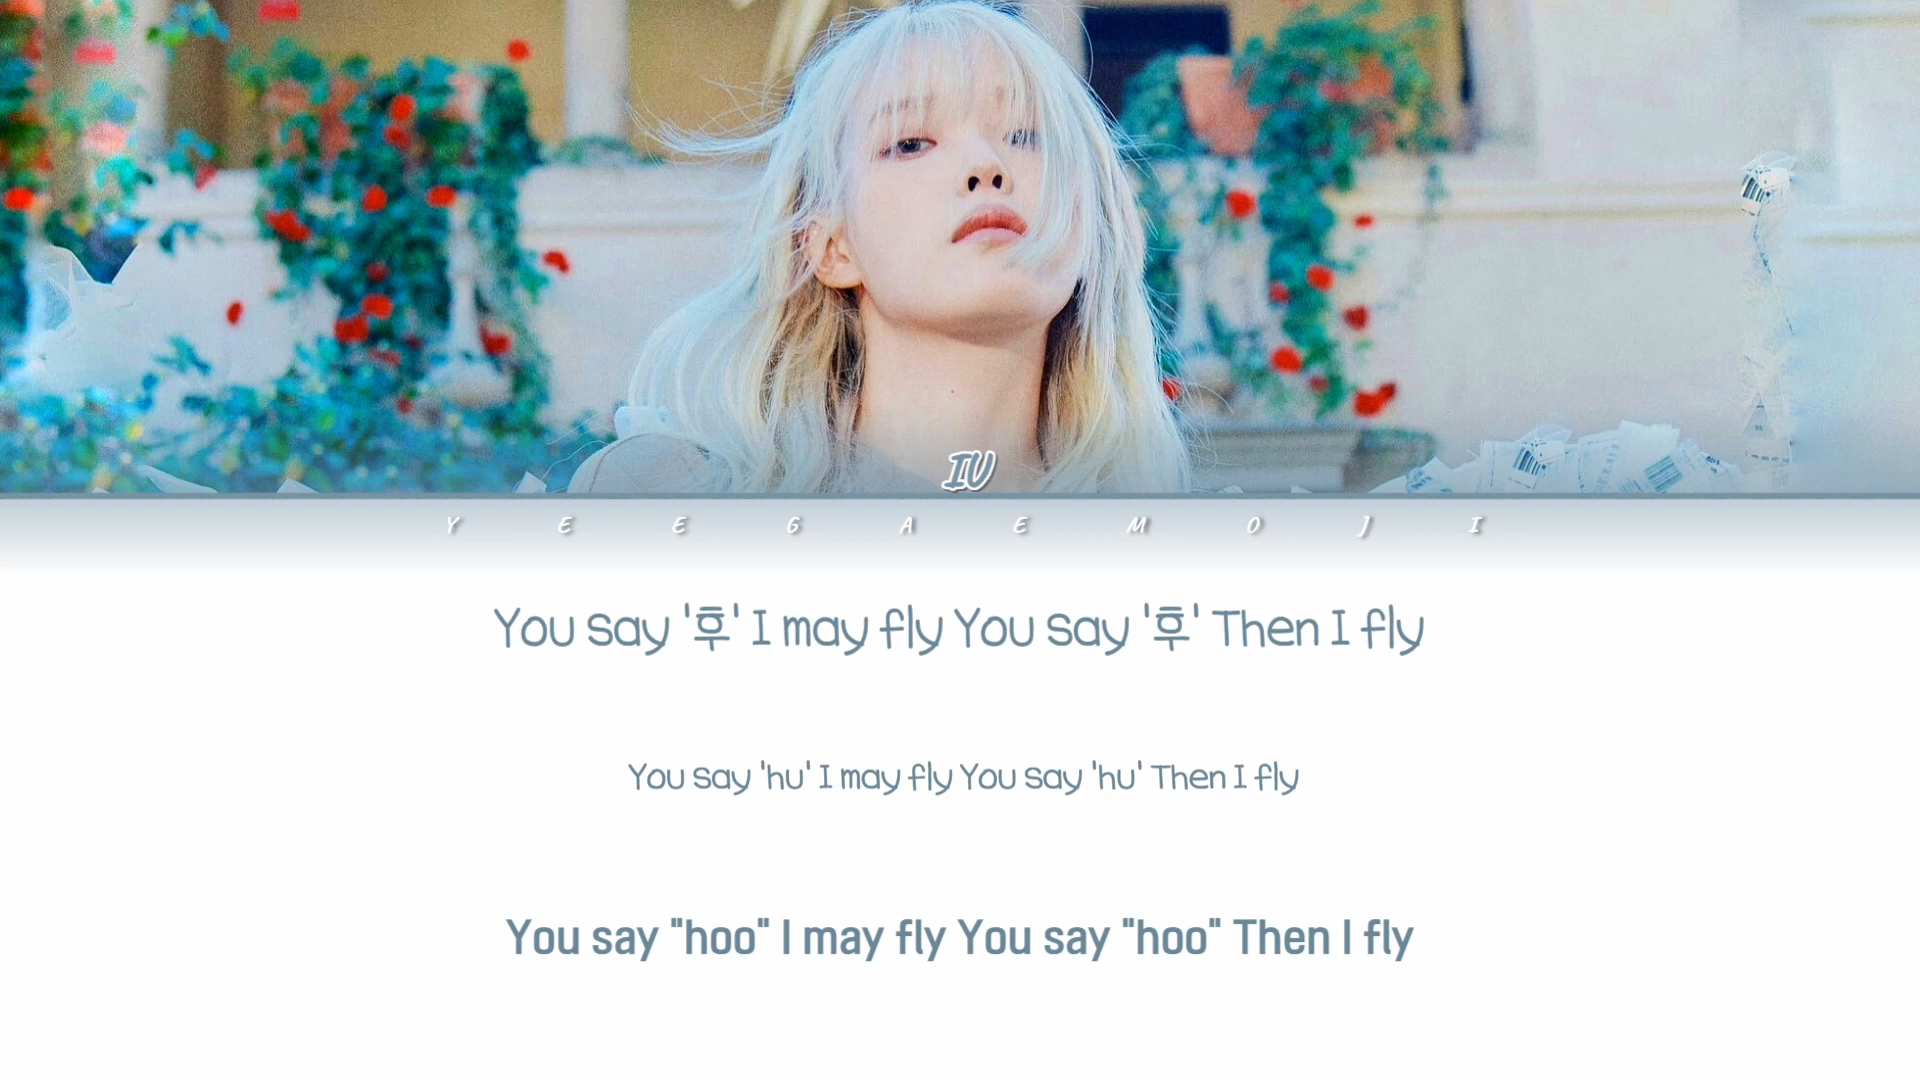 IU
Y E E G A E M O J I
You say '후' I may fly You say '후' Then I fly
You say 'hu' I may fly You say 'hu' Then I fly
You say "hoo" I may fly You say "hoo" Then I fly